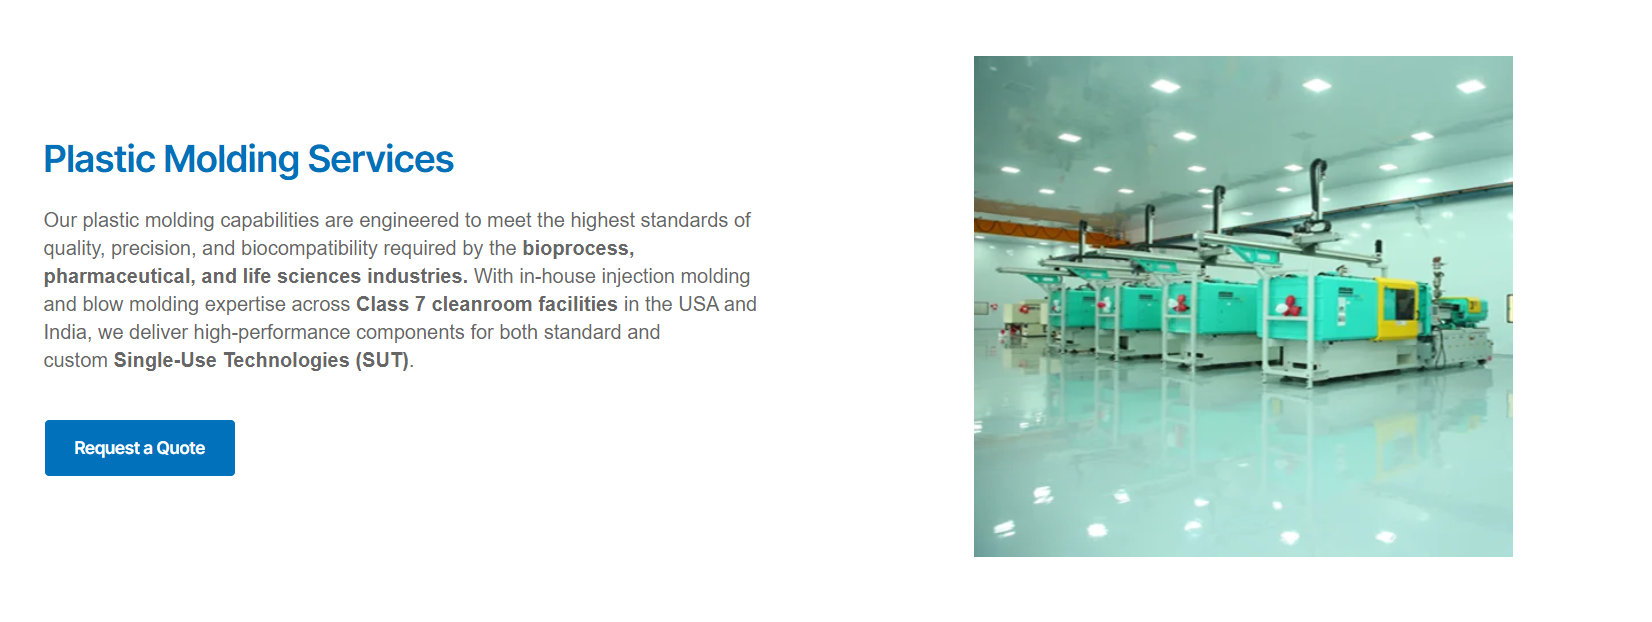 Plastic Molding Services
Our plastic molding capabilities are engineered to meet the highest standards of
quality, precision, and biocompatibility required by the bioprocess,
pharmaceutical, and life sciences industries. With in-house injection molding
and blow molding expertise across Class 7 cleanroom facilities in the USA and
India, we deliver high-performance components for both standard and
custom Single-Use Technologies (SUT).
Request a Quote